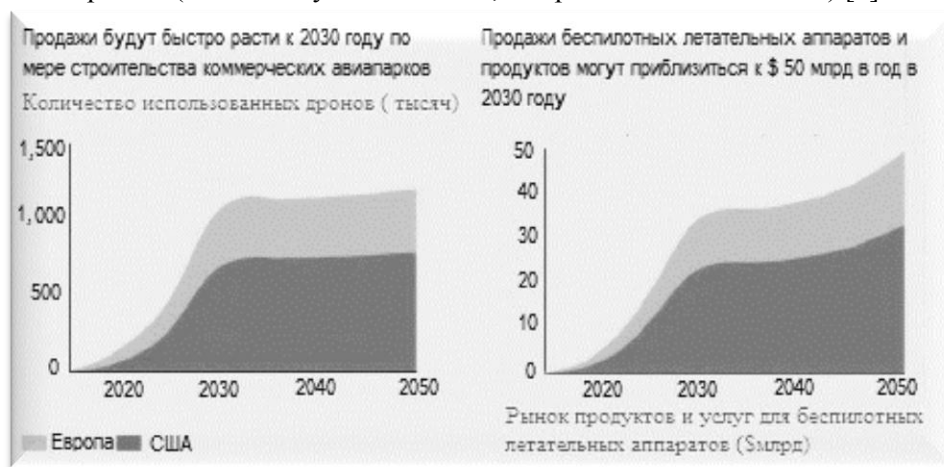 Продажи будут быстро расти к 2030 году по
мере строительства коммерческих авиапарков
Количество использованных дронов ( тысяч)
1,500
1,000
500
0
2020 2030 2040 2050
Европа США
Продажи беспилотных летательных аппаратов и
продуктов могут приблизиться к $ 50 млрд в год в
2030 году
50
40
30
20
10
0
2020 2030 2040 2050
Рынок продуктов и услуг для беспилотных
летательных аппаратов ($млрд)